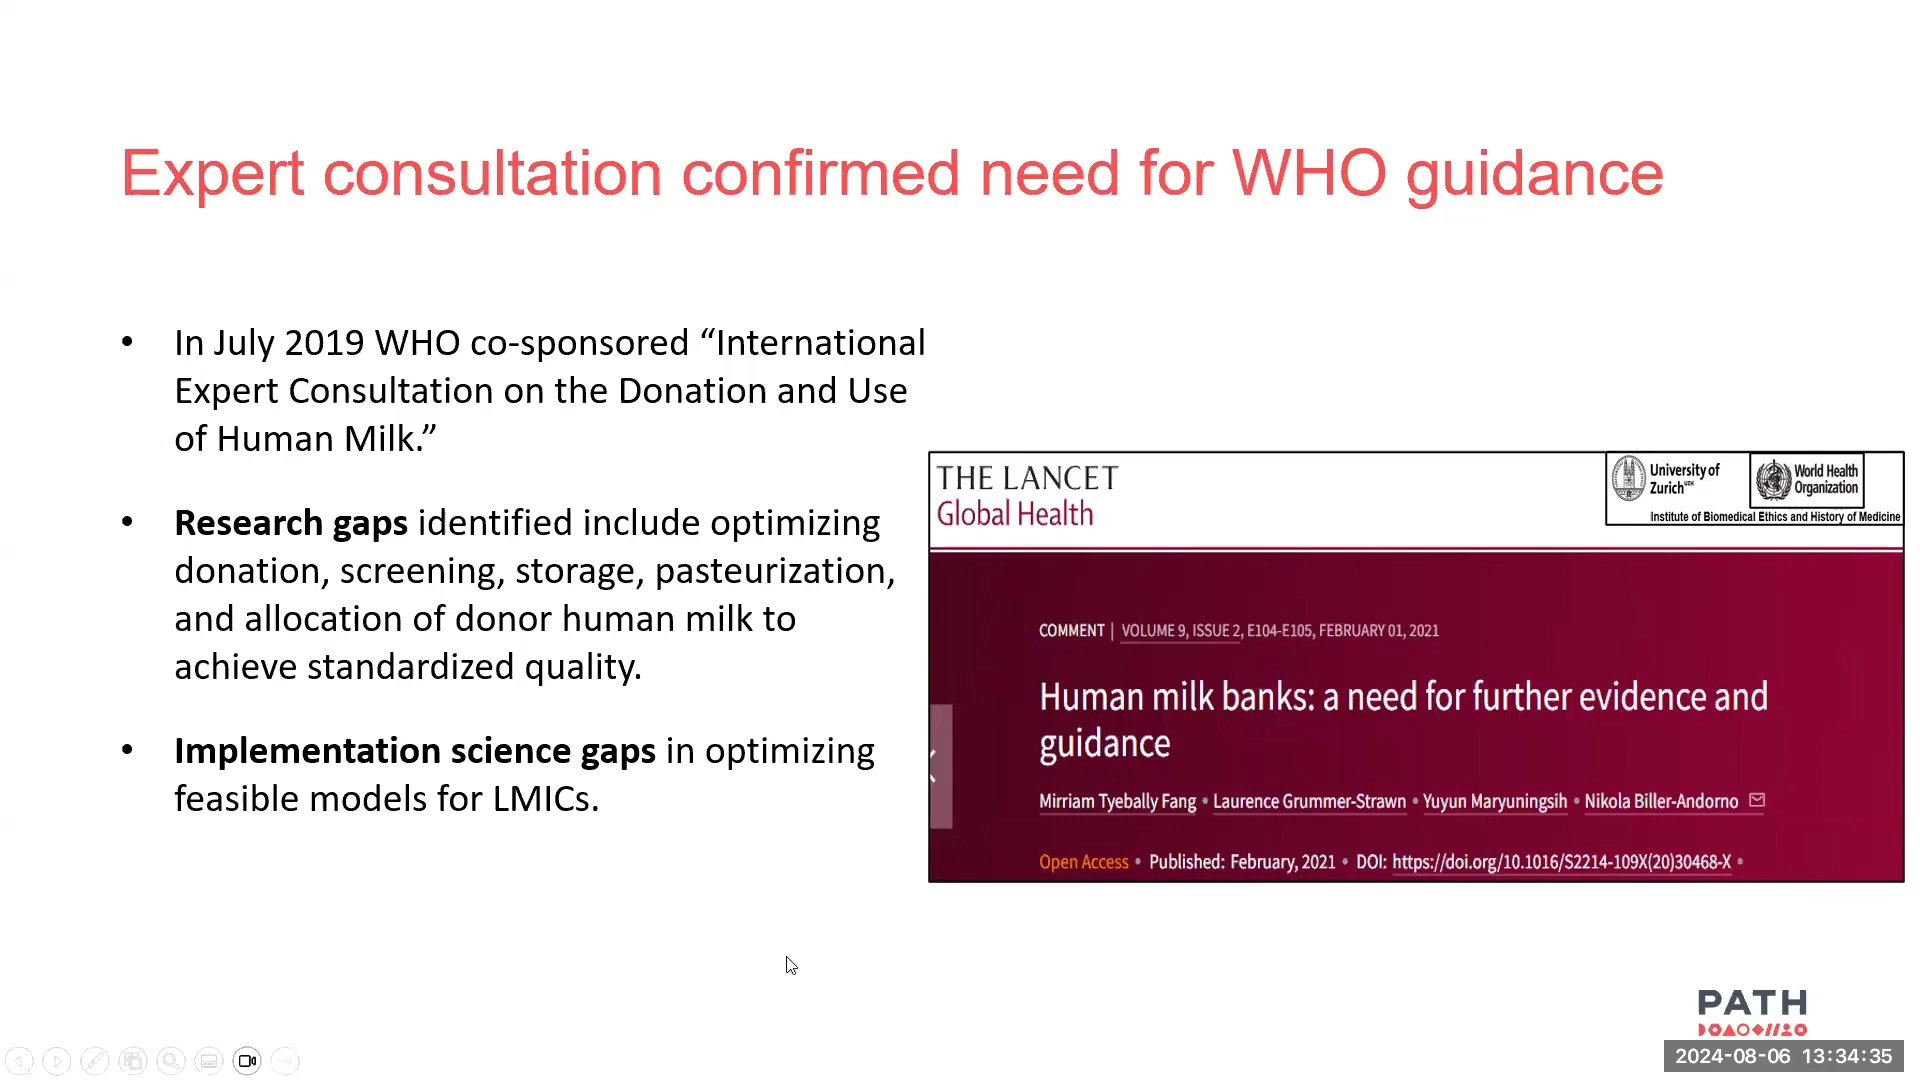 Expert consultation confirmed need for WHO guidance
• In July 2019 WHO co-sponsored “International
Expert Consultation on the Donation and Use
of Human Milk.”
• Research gaps identified include optimizing
donation, screening, storage, pasteurization,
and allocation of donor human milk to
achieve standardized quality.
• Implementation science gaps in optimizing
feasible models for LMICs.
THE LANCET
Global Health
University of
Zurich UZH
World Health
Organization
Institute of Biomedical Ethics and History of Medicine
COMMENT | VOLUME 9, ISSUE 2, E104-E105, FEBRUARY 01, 2021
Human milk banks: a need for further evidence and
guidance
Mirriam Tyebally Fang • Laurence Grummer-Strawn • Yuyun Maryuningsih • Nikola Biller-Andorno
Open Access • Published: February, 2021 • DOI: https://doi.org/10.1016/S2214-109X(20)30468-X •
PATH
2024-08-06 13:34:35